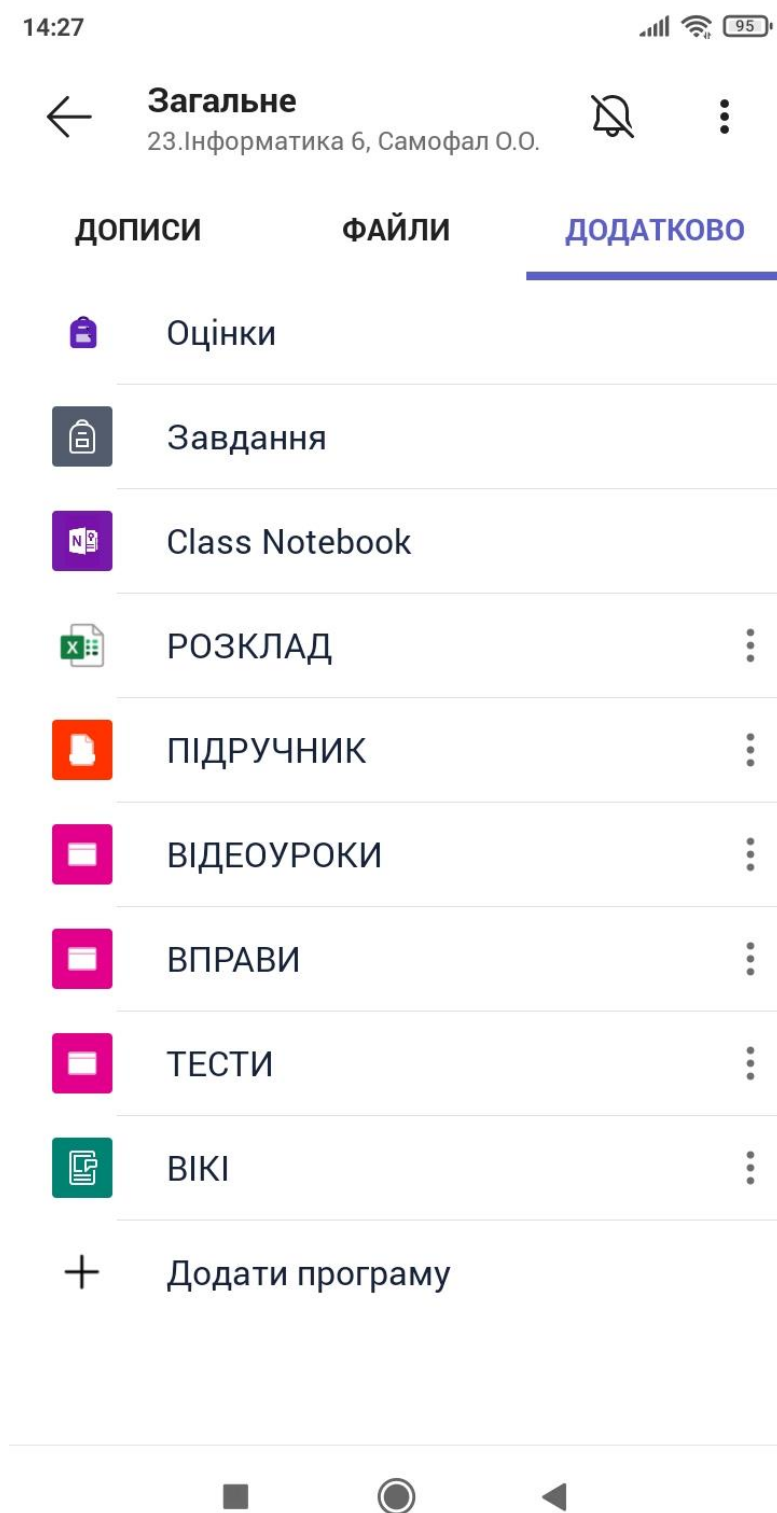 14:27
95
Загальне
23.Інформатика 6, Самофал О.О.
ДОПИСИ ФАЙЛИ ДОДАТКОВО
Оцінки
Завдання
Class Notebook
РОЗКЛАД
ПІДРУЧНИК
ВІДЕОУРОКИ
ВПРАВИ
ТЕСТИ
ВІКІ
Додати програму